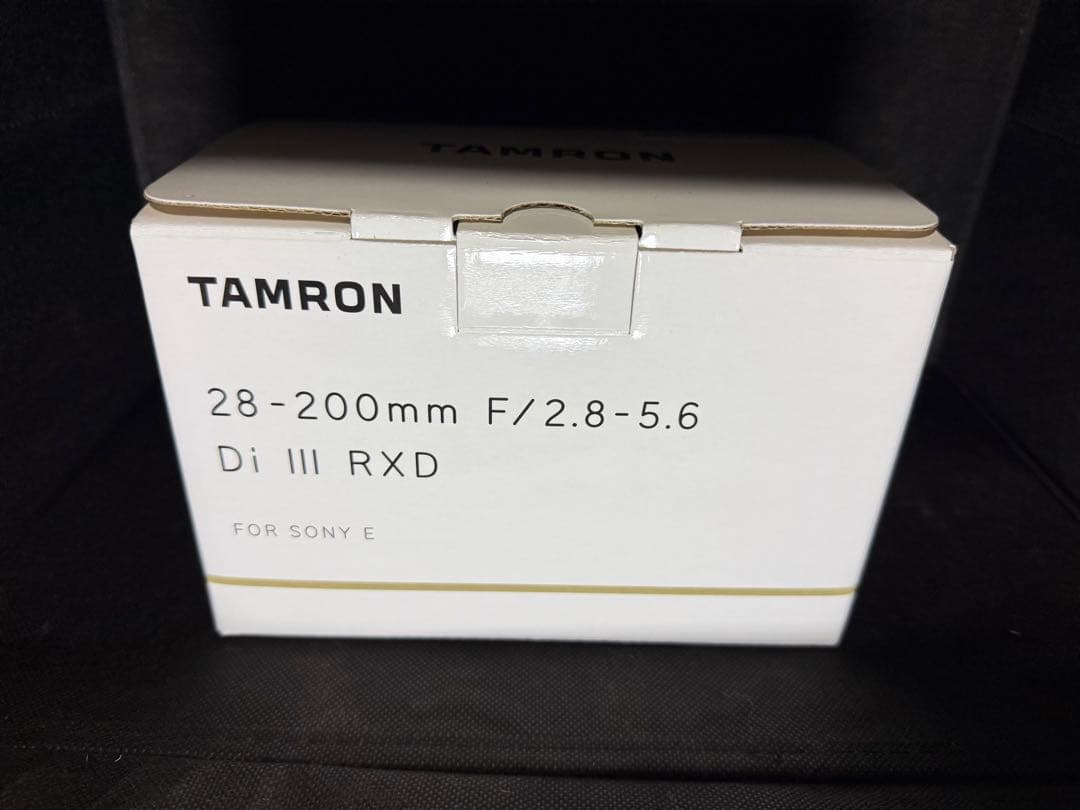 TAMRON
TAMRON
28-200mm F/2.8-5.6
Di III RXD
FOR SONY E